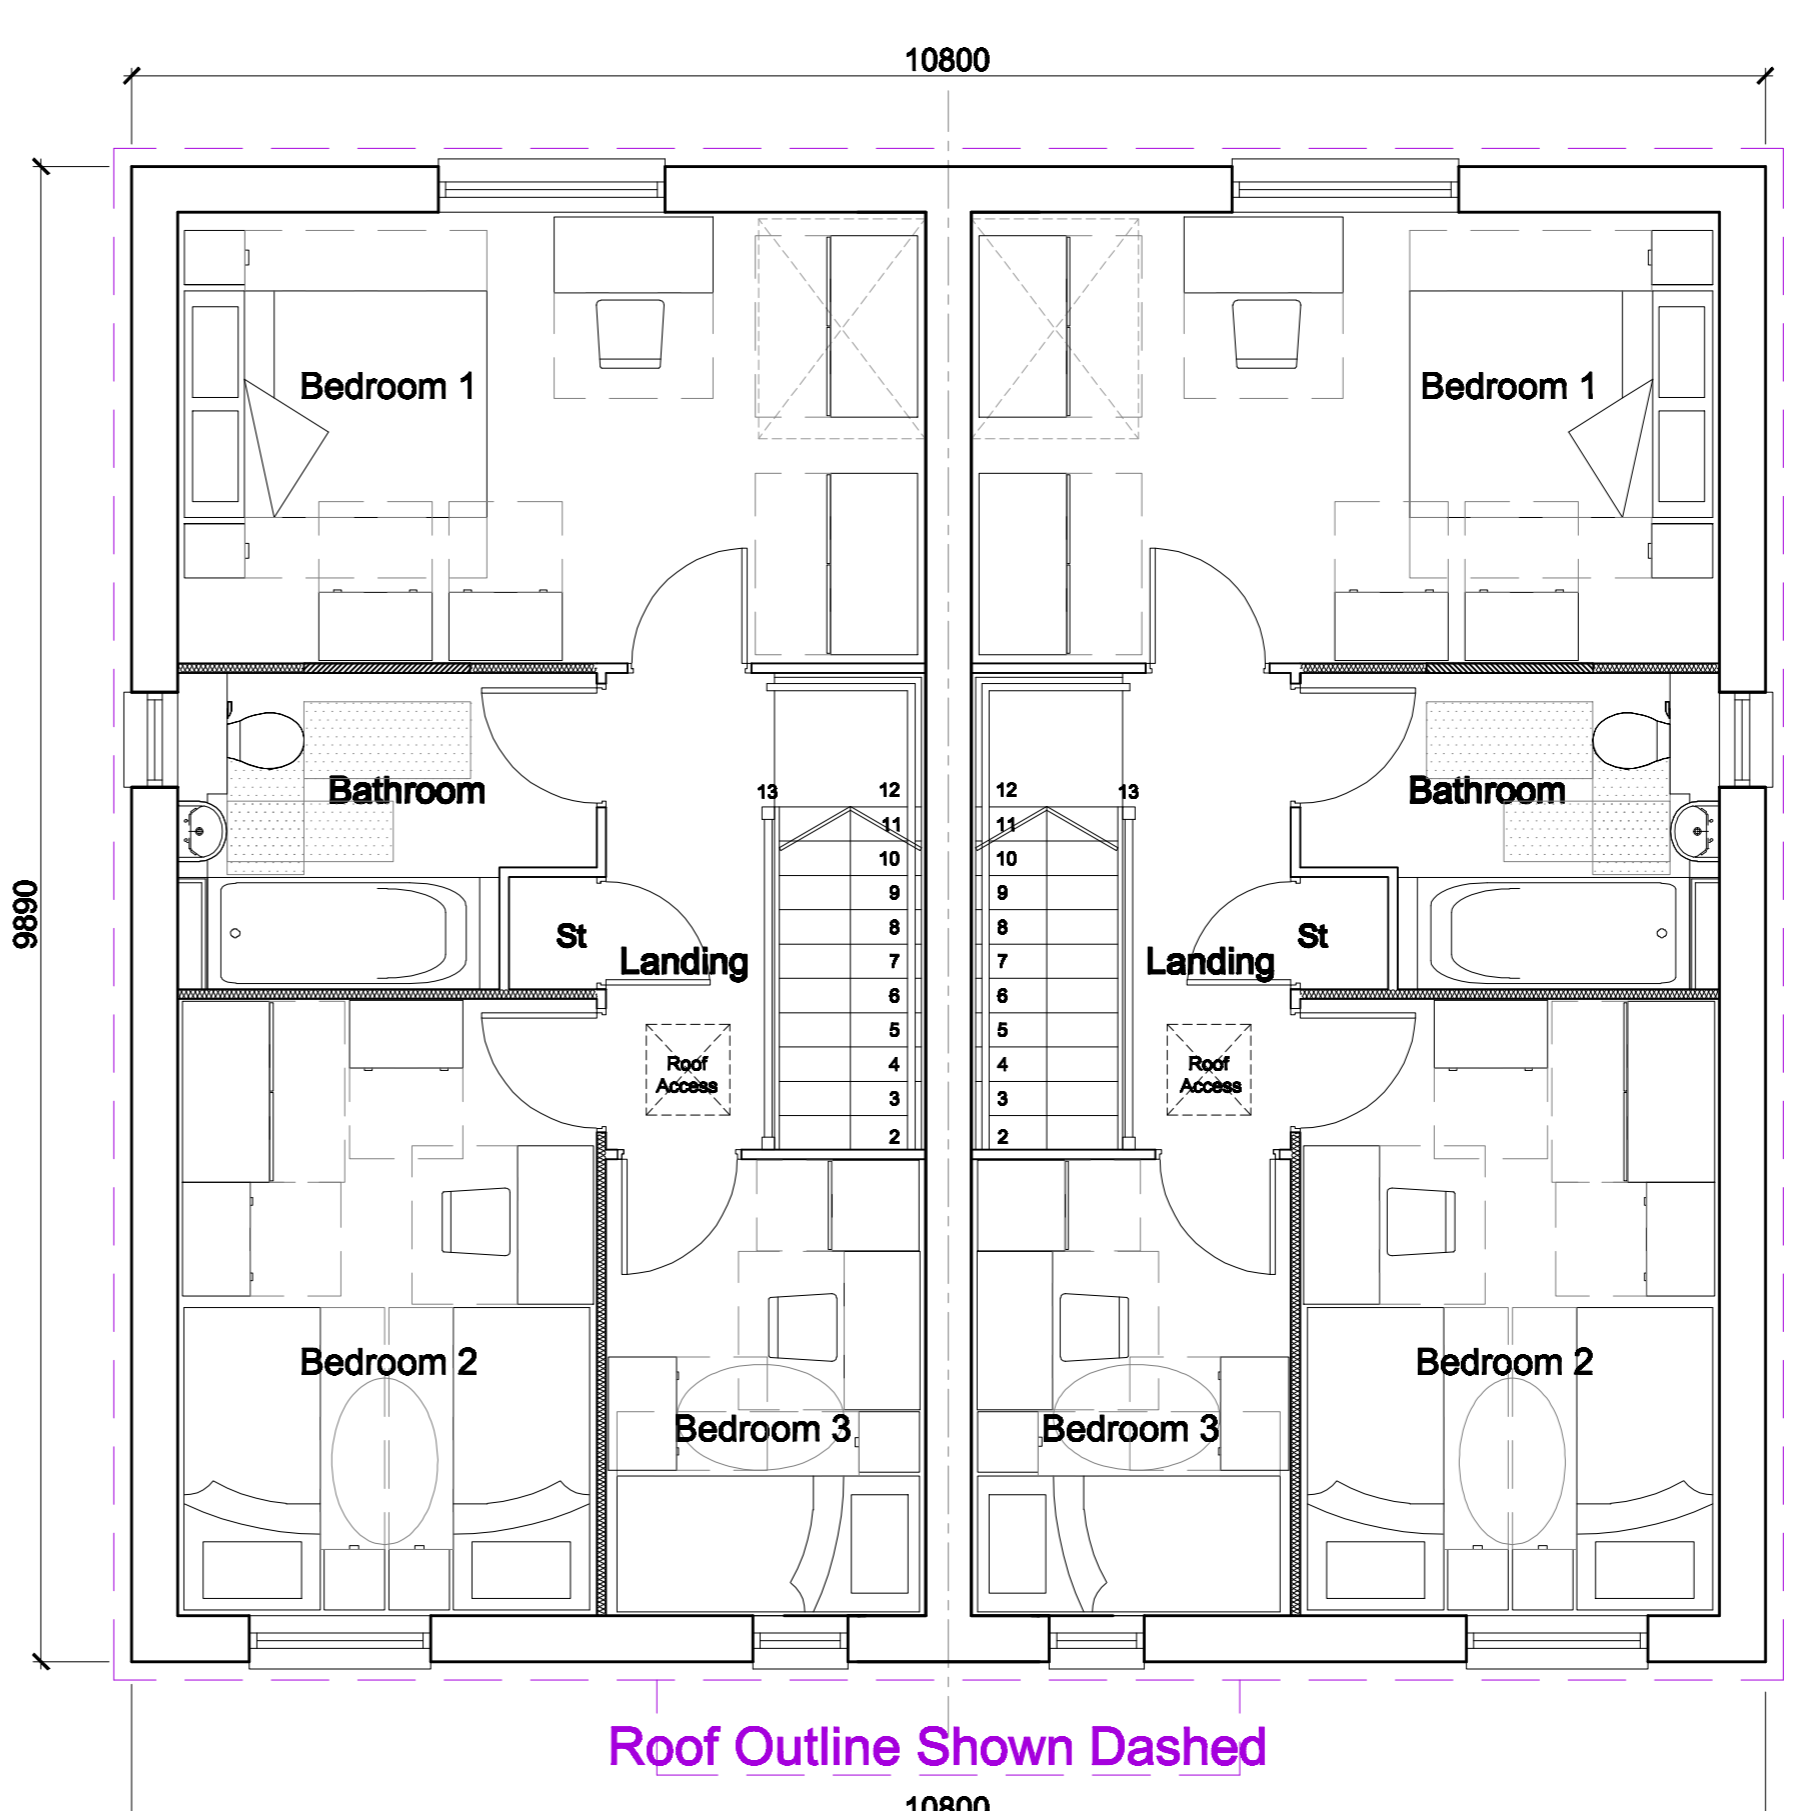 10800
Bedroom 1
Bedroom 1
Bathroom
13
12
12
13
Bathroom
11
11
10
10
9
9
9890
St
8
8
St
Landing
7
7
Landing
6
6
5
5
Roof
Access
4
4
Roof
Access
3
3
2
2
Bedroom 2
Bedroom 2
Bedroom 3
Bedroom 3
Roof Outline Shown Dashed
10800